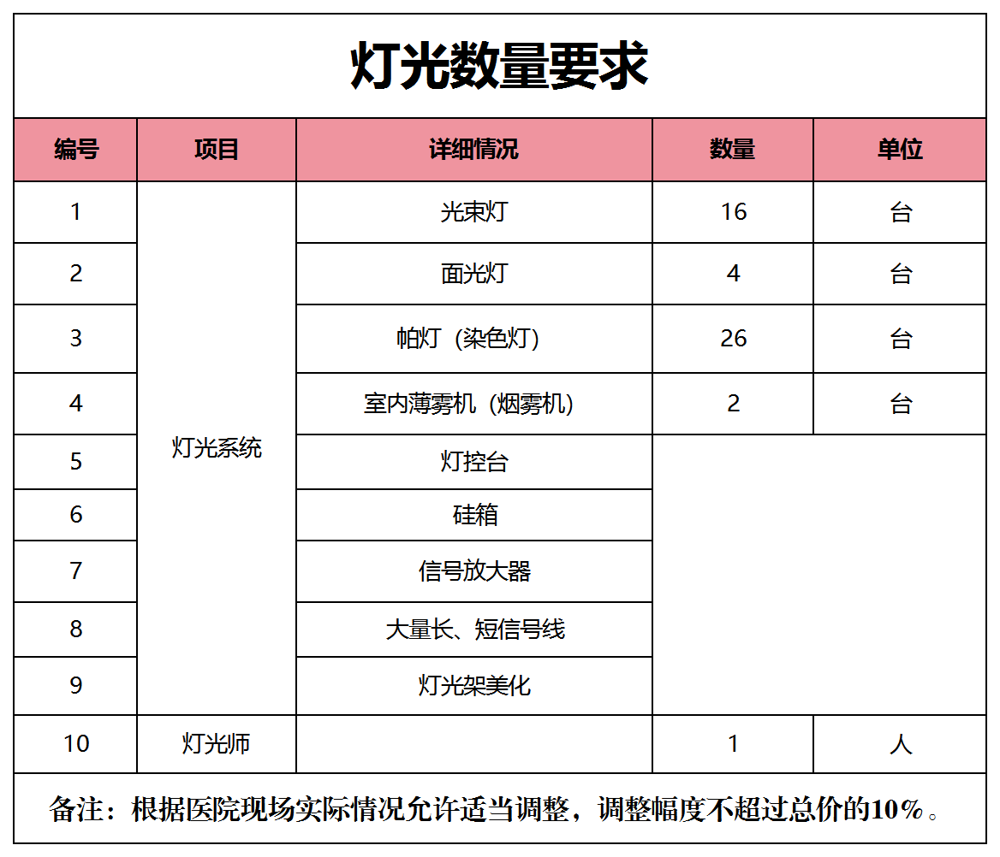 灯光数量要求
编号 项目 详细情况 数量 单位
1 光束灯 16 台
2 面光灯 4 台
3 帕灯（染色灯） 26 台
4 室内薄雾机（烟雾机） 2 台
灯光系统
5 灯控台
6 硅箱
7 信号放大器
8 大量长、短信号线
9 灯光架美化
10 灯光师 1 人
备注：根据医院现场实际情况允许适当调整，调整幅度不超过总价的10%。